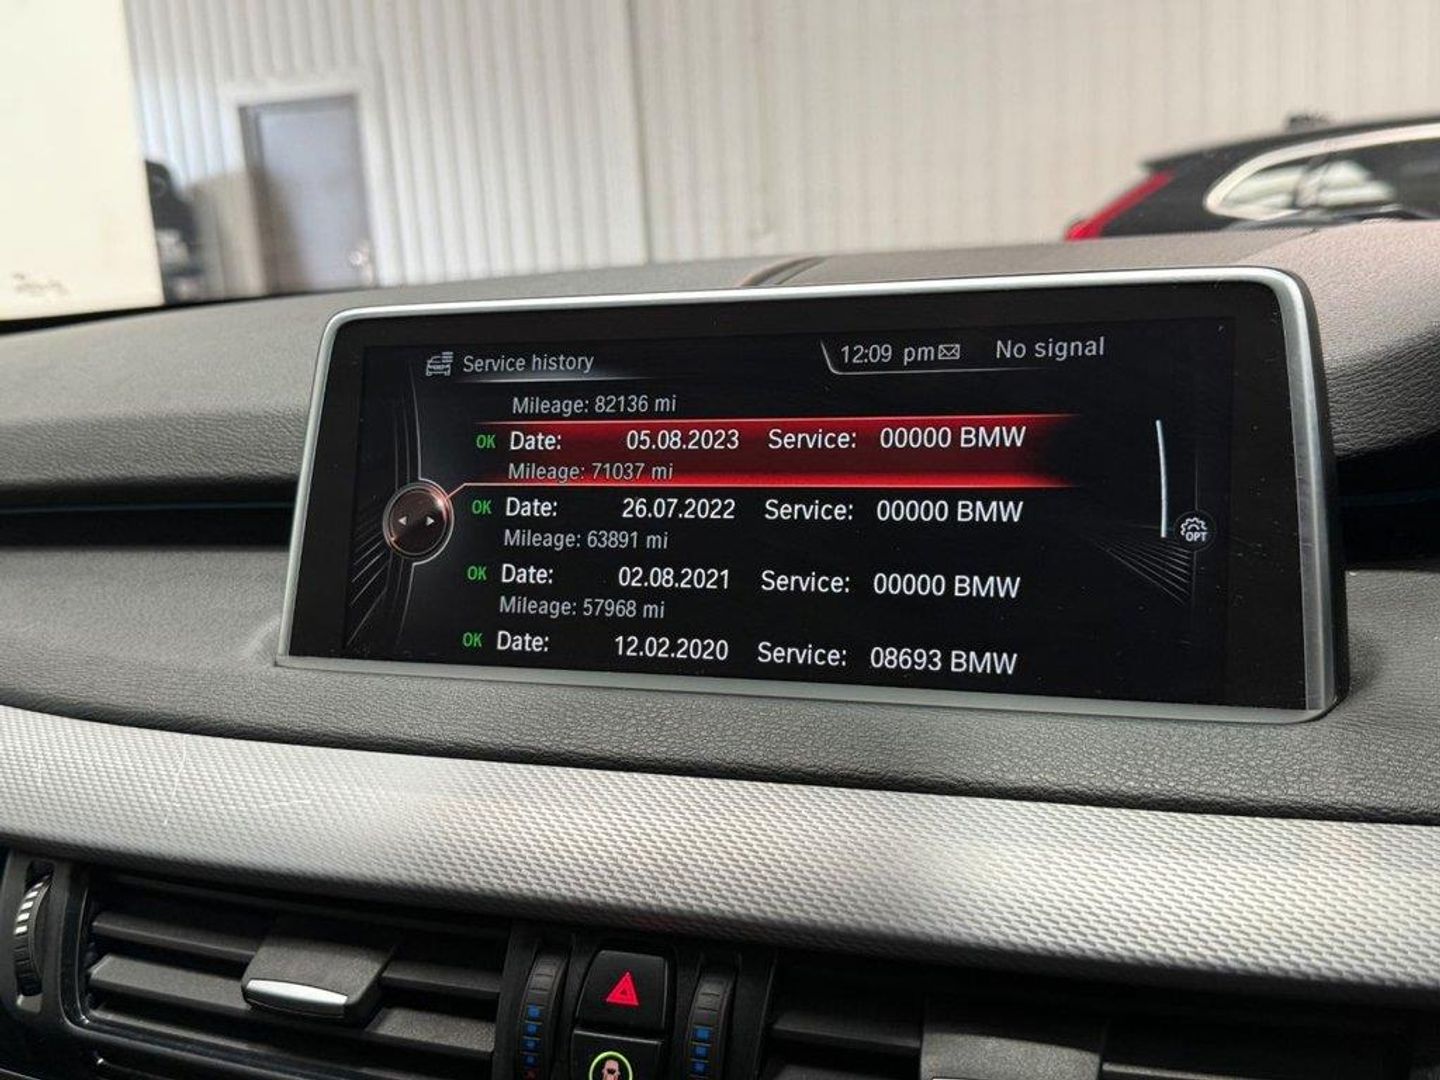 Service history 12:09 pm No signal
Mileage: 82136 mi
OK Date: 05.08.2023 Service: 00000 BMW
Mileage: 71037 mi
OK Date: 26.07.2022 Service: 00000 BMW
Mileage: 63891 mi
OK Date: 02.08.2021 Service: 00000 BMW
Mileage: 57968 mi
OK Date: 12.02.2020 Service: 08693 BMW
OPT